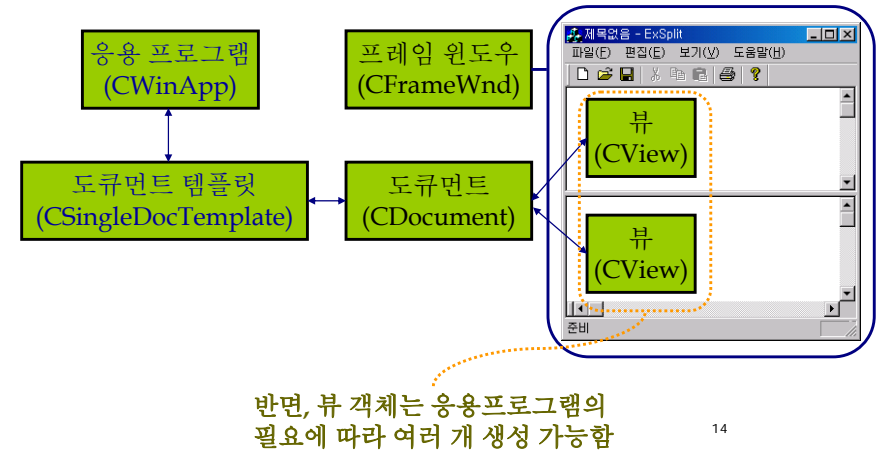 응용 프로그램
(CWinApp)
프레임 윈도우
(CFrameWnd)
제목없음 - ExSplit
파일(F) 편집(E) 보기(V) 도움말(H)
뷰
(CView)
도큐먼트 템플릿
(CSingleDocTemplate)
도큐먼트
(CDocument)
뷰
(CView)
준비
반면, 뷰 객체는 응용프로그램의
필요에 따라 여러 개 생성 가능함
14